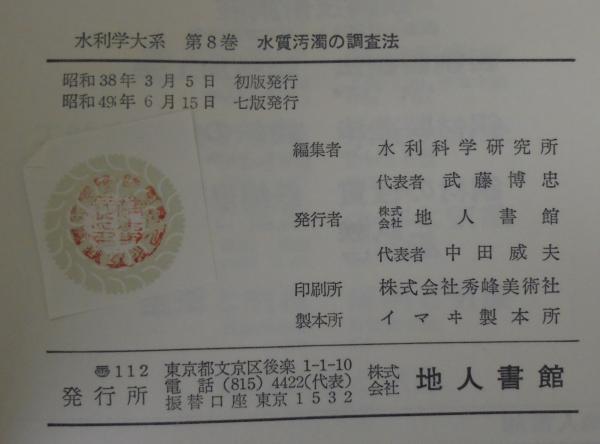 水利学大系 第8巻 水質汚濁の調査法
昭和38年3月5日 初版発行
昭和49年6月15日 七版発行
編集者 水利科学研究所
代表者 武藤博忠
発行者 株式会社 地人書館
代表者 中田威夫
印刷所 株式会社秀峰美術社
製本所 イマヰ製本所
〠112 東京都文京区後楽 1-1-10
発行所 電話 (815) 4422(代表) 株式会社 地人書館
振替口座 東京 1532